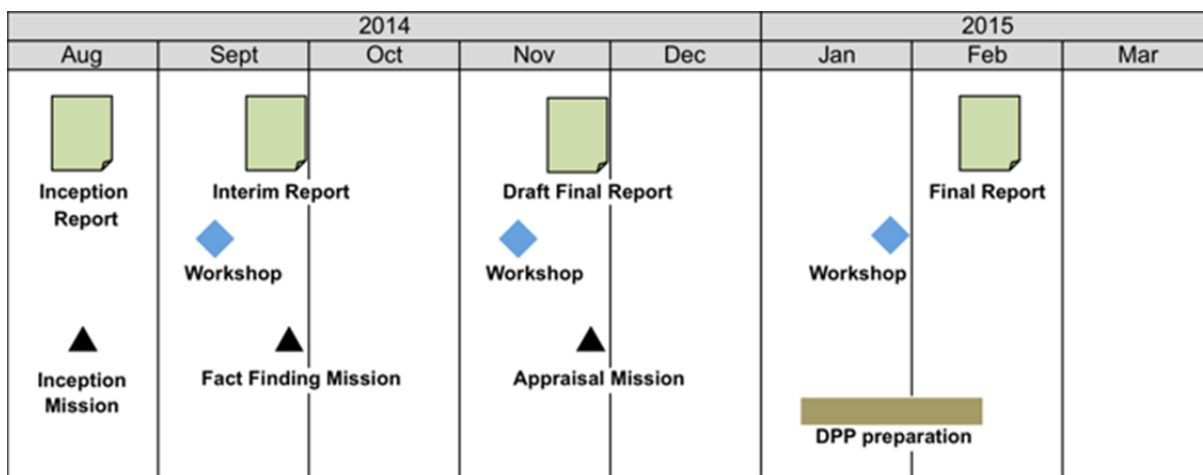 2014 2015
Aug Sept Oct Nov Dec Jan Feb Mar
Inception Report
Interim Report
Draft Final Report
Final Report
Workshop
Workshop
Workshop
Inception Mission
Fact Finding Mission
Appraisal Mission
DPP preparation